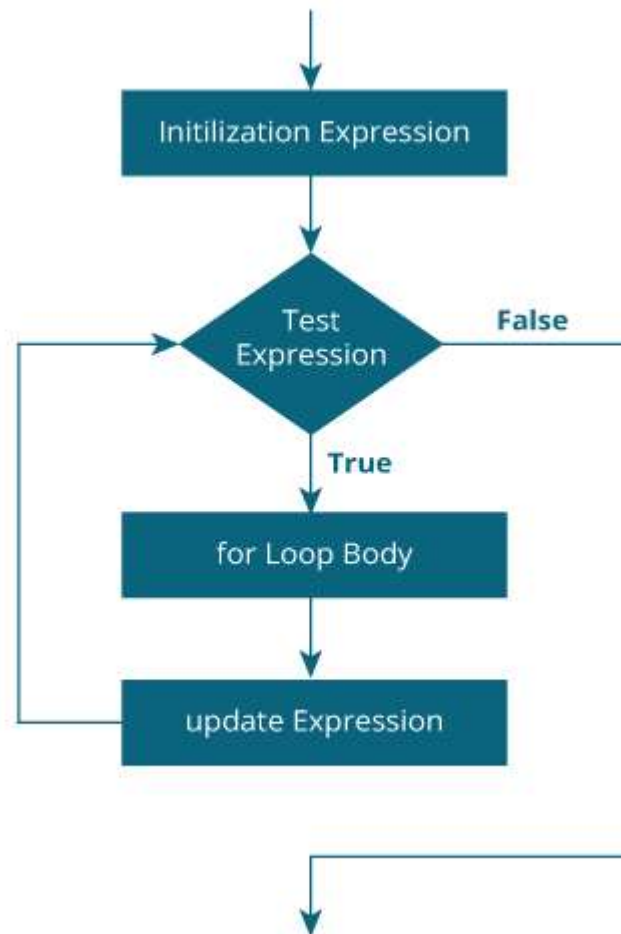 Initilization Expression
Test
Expression
False
True
for Loop Body
update Expression